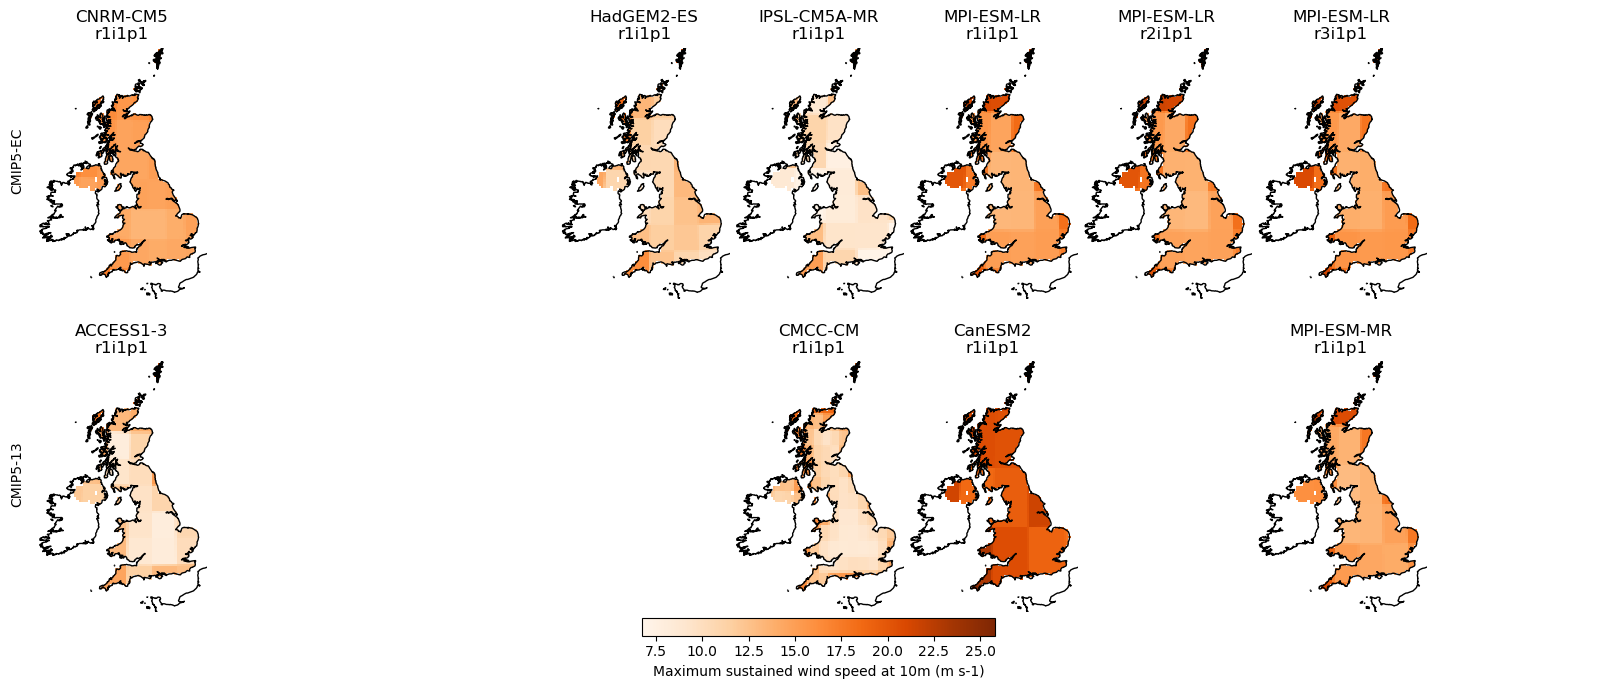 CNRM-CM5
r1i1p1
HadGEM2-ES
r1i1p1
IPSL-CM5A-MR
r1i1p1
MPI-ESM-LR
r1i1p1
MPI-ESM-LR
r2i1p1
MPI-ESM-LR
r3i1p1
CMIP5-EC
ACCESS1-3
r1i1p1
CMCC-CM
r1i1p1
CanESM2
r1i1p1
MPI-ESM-MR
r1i1p1
CMIP5-13
7.5 10.0 12.5 15.0 17.5 20.0 22.5 25.0
Maximum sustained wind speed at 10m (m s-1)